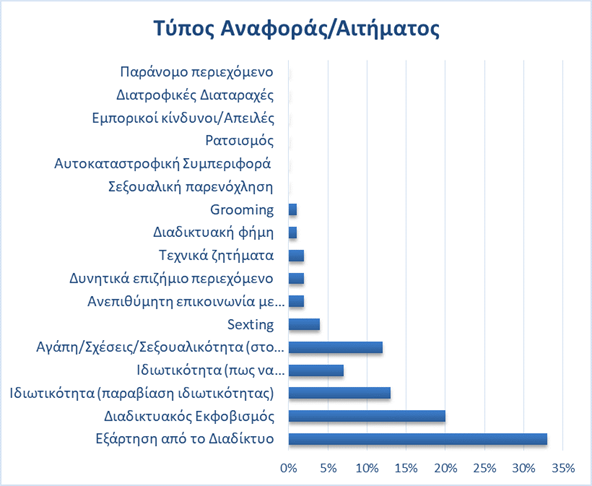 Τύπος Αναφοράς/Αιτήματος
Παράνομο περιεχόμενο
Διατροφικές Διαταραχές
Εμπορικοί κίνδυνοι/Απειλές
Ρατσισμός
Αυτοκαταστροφική Συμπεριφορά
Σεξουαλική παρενόχληση
Grooming
Διαδικτυακή φήμη
Τεχνικά ζητήματα
Δυνητικά επιζήμιο περιεχόμενο
Ανεπιθύμητη επικοινωνία με...
Sexting
Αγάπη/Σχέσεις/Σεξουαλικότητα (στο...
Ιδιωτικότητα (πως να...
Ιδιωτικότητα (παραβίαση ιδιωτικότητας)
Διαδικτυακός Εκφοβισμός
Εξάρτηση από το Διαδίκτυο
0% 5% 10% 15% 20% 25% 30% 35%